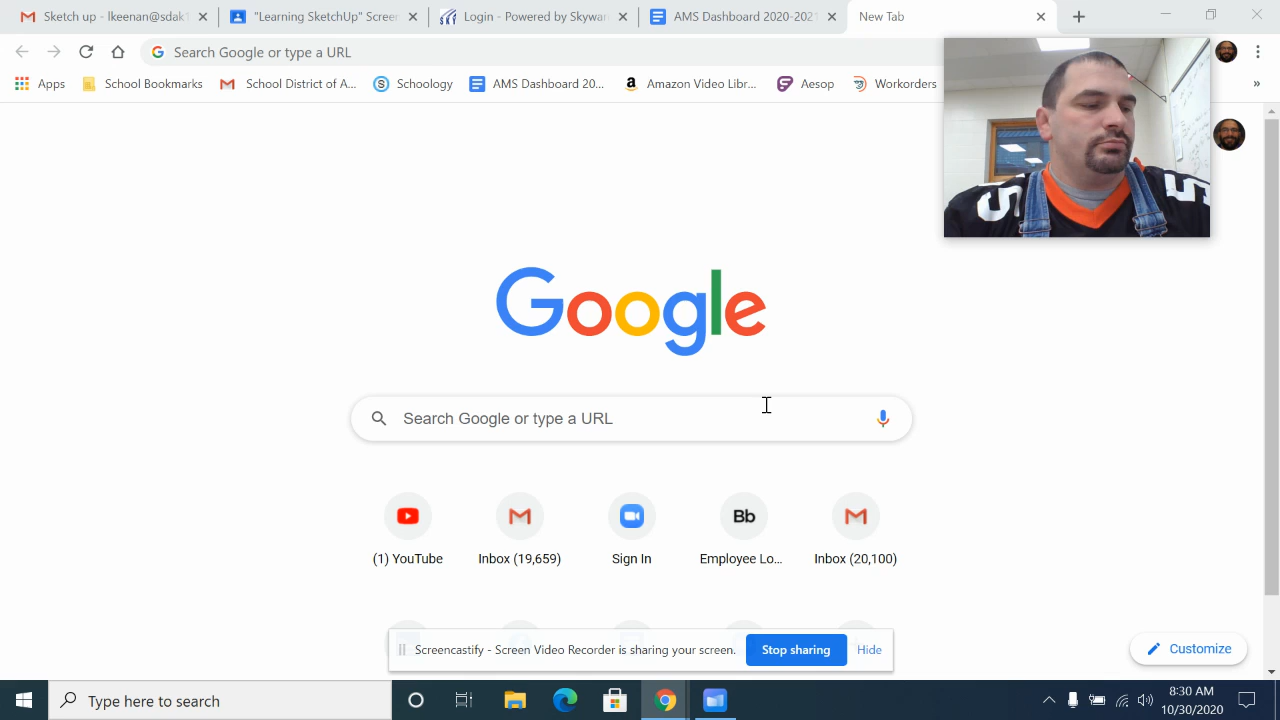 Sketch up - lkeenan@sdak1
"Learning SketchUp" Scree
Login - Powered by Skywar
AMS Dashboard 2020-2021
New Tab
Search Google or type a URL
Apps
School Bookmarks
School District of A...
Schoology
AMS Dashboard 20...
Amazon Video Libr...
Aesop
Workorders
»
Google
Search Google or type a URL
(1) YouTube
Inbox (19,659)
Sign In
Bb
Employee Lo...
Inbox (20,100)
Screencastify - Screen Video Recorder is sharing your screen.
Stop sharing
Hide
Customize
Type here to search
8:30 AM
10/30/2020